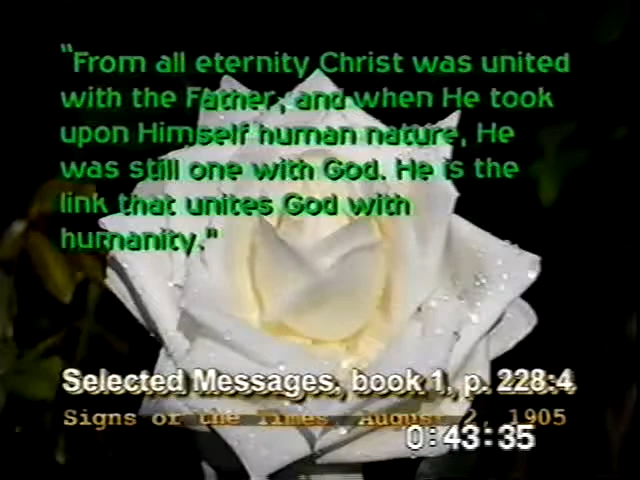 "From all eternity Christ was united
with the Father, and when He took
upon Himself human nature, He
was still one with God. He is the
link that unites God with
humanity."
Selected Messages, book 1, p. 228:4
Signs of the Times August 2, 1905
0:43:35